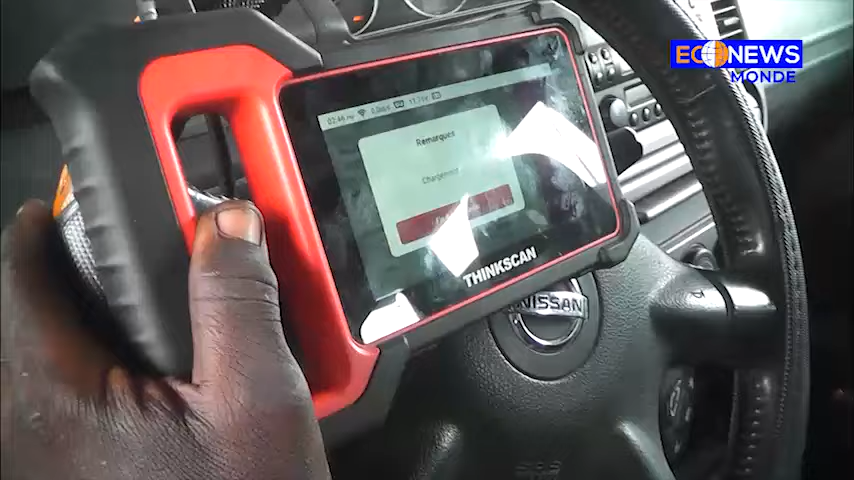 ECONEWS
MONDE
02:46
Remarques
Chargement
THINKSCAN
NISSAN